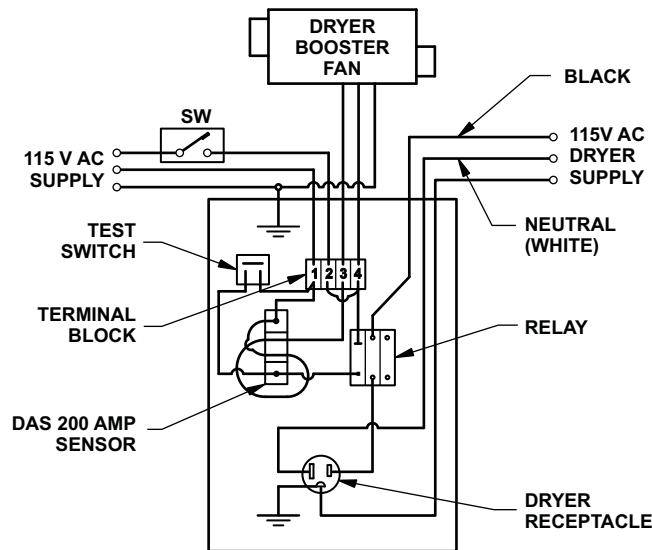 DRYER
BOOSTER
FAN
BLACK
SW
115 V AC
SUPPLY
115V AC
DRYER
SUPPLY
TEST
SWITCH
NEUTRAL
(WHITE)
1 2 3 4
TERMINAL
BLOCK
RELAY
DAS 200 AMP
SENSOR
DRYER
RECEPTACLE